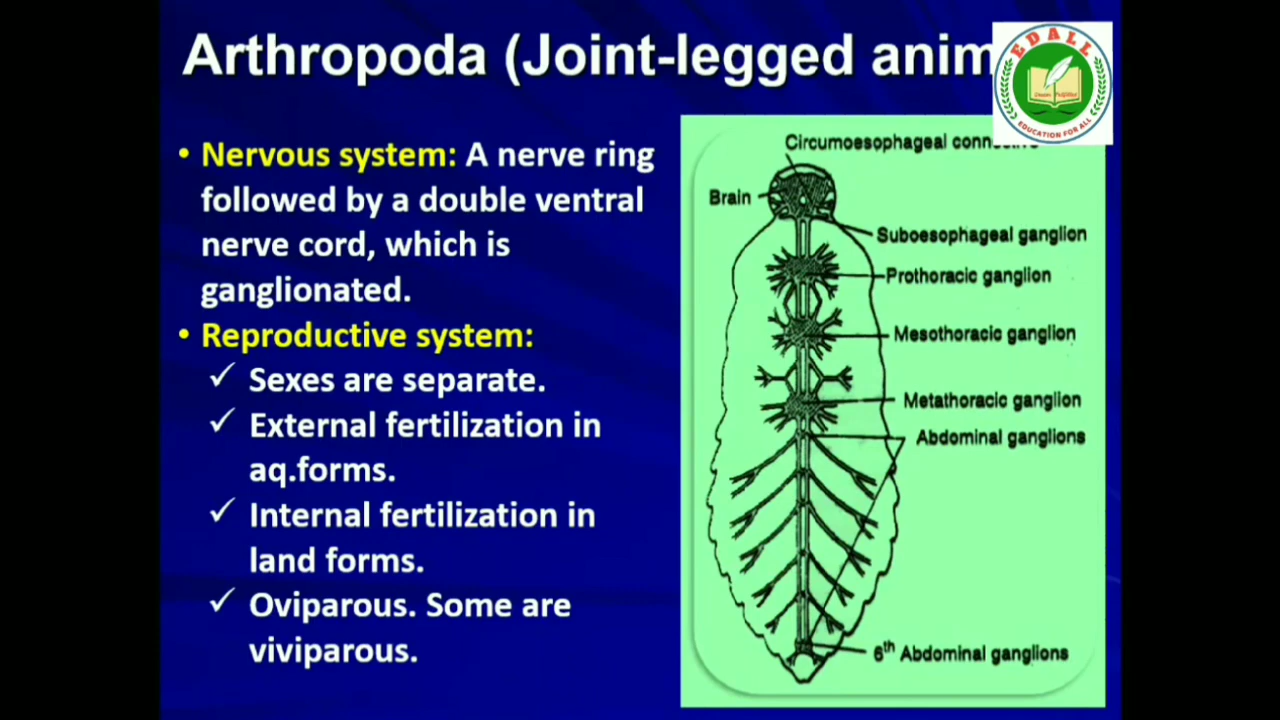 Arthropoda (Joint-legged anim
EDALL
EDUCATION FOR ALL
• Nervous system: A nerve ring
followed by a double ventral
nerve cord, which is
ganglionated.
• Reproductive system:
✓ Sexes are separate.
✓ External fertilization in
aq.forms.
✓ Internal fertilization in
land forms.
✓ Oviparous. Some are
viviparous.
Circumoesophageal
Brain
Suboesophageal ganglion
Prothoracic ganglion
Mesothoracic ganglion
Metathoracic ganglion
Abdominal ganglions
6th Abdominal ganglions